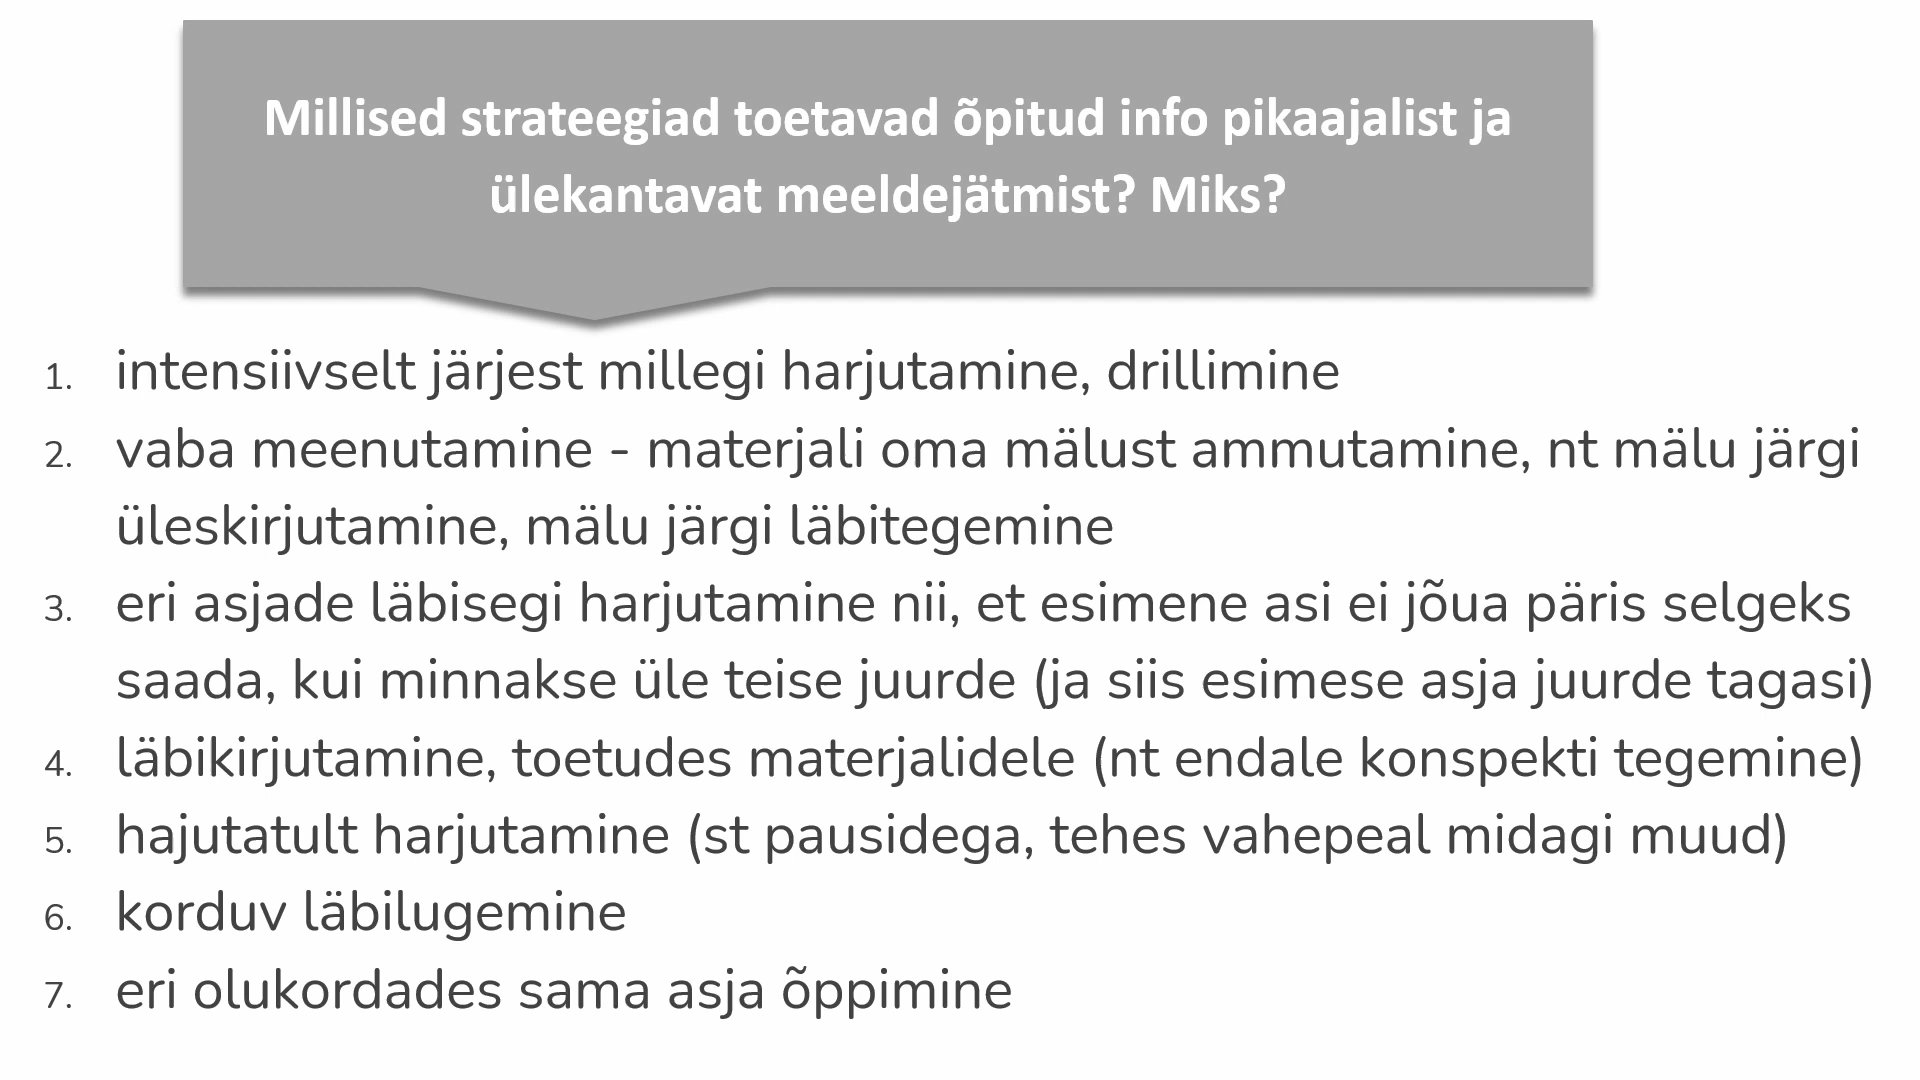 Millised strateegiad toetavad õpitud info pikaajalist ja
ülekantavat meeldejätmist? Miks?
1. intensiivselt järjest millegi harjutamine, drillimine
2. vaba meenutamine - materjali oma mälust ammutamine, nt mälu järgi
üleskirjutamine, mälu järgi läbitegemine
3. eri asjade läbisegi harjutamine nii, et esimene asi ei jõua päris selgeks
saada, kui minnakse üle teise juurde (ja siis esimese asja juurde tagasi)
4. läbikirjutamine, toetudes materjalidele (nt endale konspekti tegemine)
5. hajutatult harjutamine (st pausidega, tehes vahepeal midagi muud)
6. korduv läbilugemine
7. eri olukordades sama asja õppimine